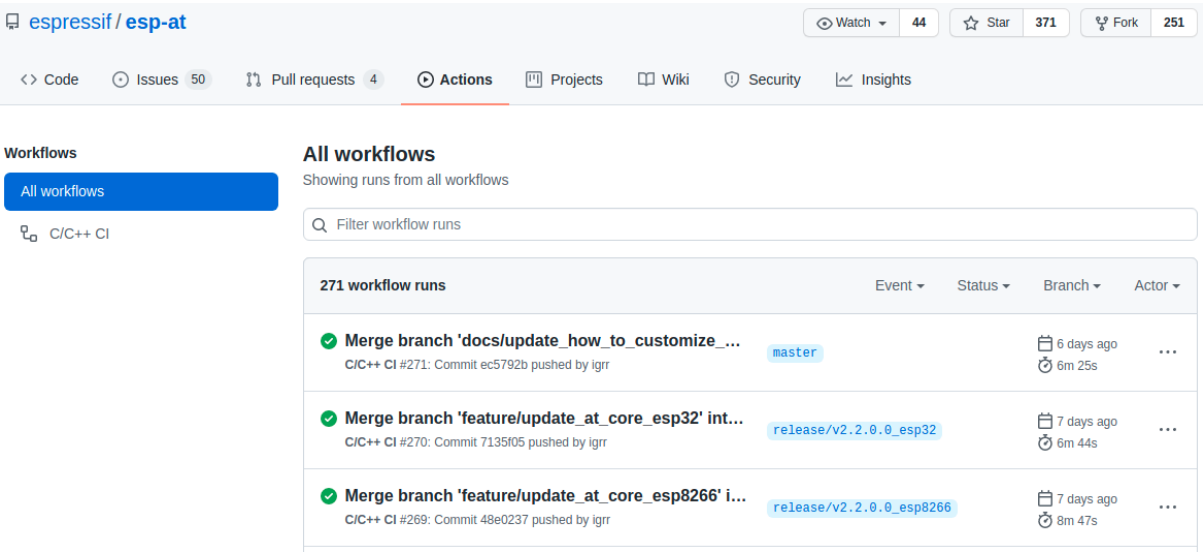 espressif / esp-at
Watch 44 Star 371 Fork 251
Code Issues 50 Pull requests 4 Actions Projects Wiki Security Insights
Workflows
All workflows
C/C++ CI
All workflows
Showing runs from all workflows
Filter workflow runs
271 workflow runs Event Status Branch Actor
Merge branch 'docs/update_how_to_customize_... master 6 days ago
C/C++ CI #271: Commit ec5792b pushed by igrr 6m 25s
Merge branch 'feature/update_at_core_esp32' int... release/v2.2.0.0_esp32 7 days ago
C/C++ CI #270: Commit 7135f05 pushed by igrr 6m 44s
Merge branch 'feature/update_at_core_esp8266' i... release/v2.2.0.0_esp8266 7 days ago
C/C++ CI #269: Commit 48e0237 pushed by igrr 8m 47s